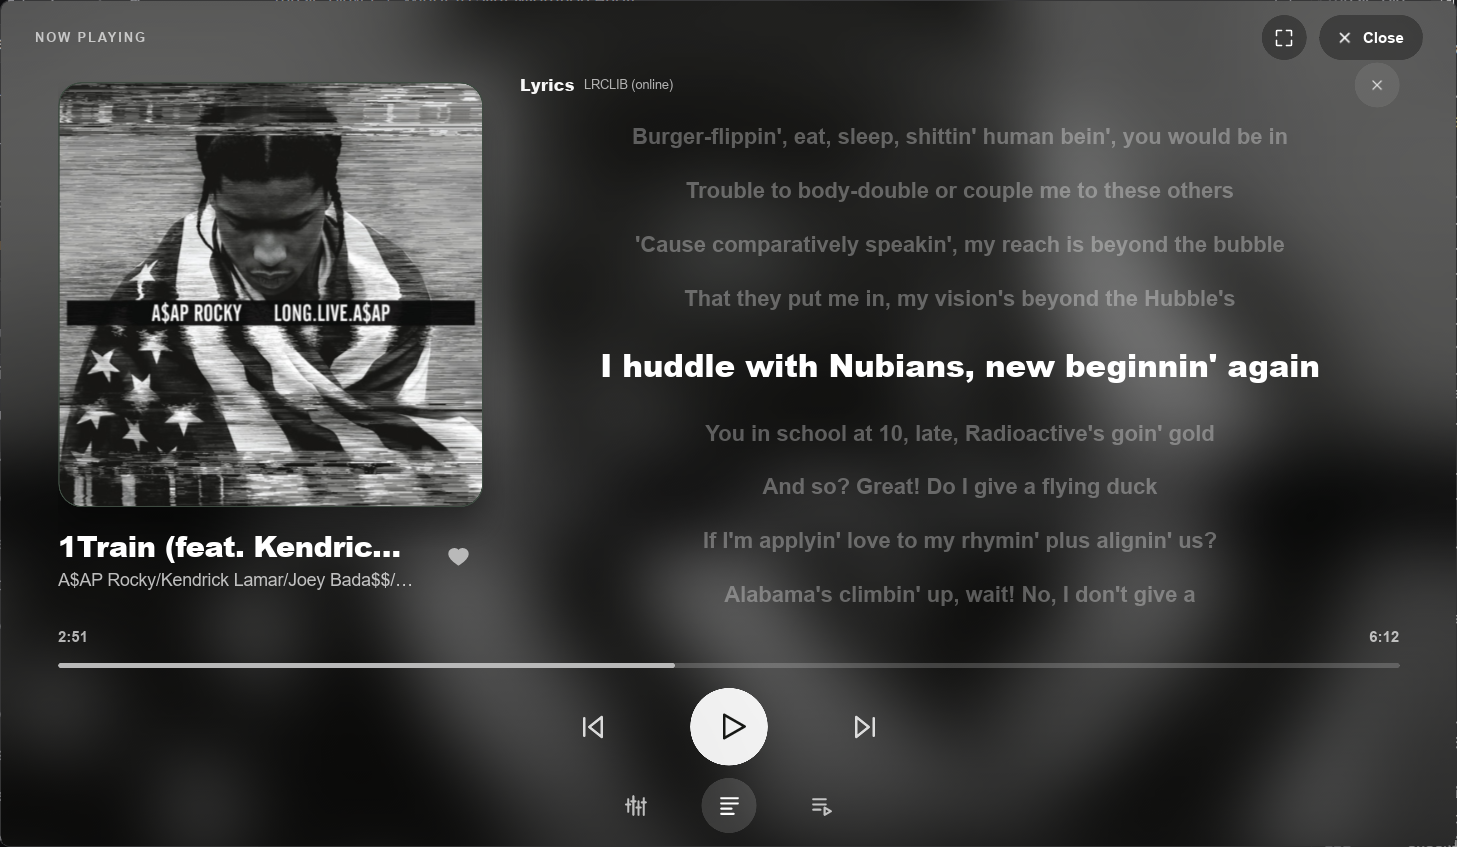 NOW PLAYING
Close
Lyrics LRCLIB (online)
A$AP ROCKY LONG.LIVE.A$AP
Burger-flippin', eat, sleep, shittin' human bein', you would be in
Trouble to body-double or couple me to these others
'Cause comparatively speakin', my reach is beyond the bubble
That they put me in, my vision's beyond the Hubble's
I huddle with Nubians, new beginnin' again
You in school at 10, late, Radioactive's goin' gold
And so? Great! Do I give a flying duck
If I'm applyin' love to my rhymin' plus alignin' us?
Alabama's climbin' up, wait! No, I don't give a
1Train (feat. Kendric...
A$AP Rocky/Kendrick Lamar/Joey Bada$$/...
2:51
6:12